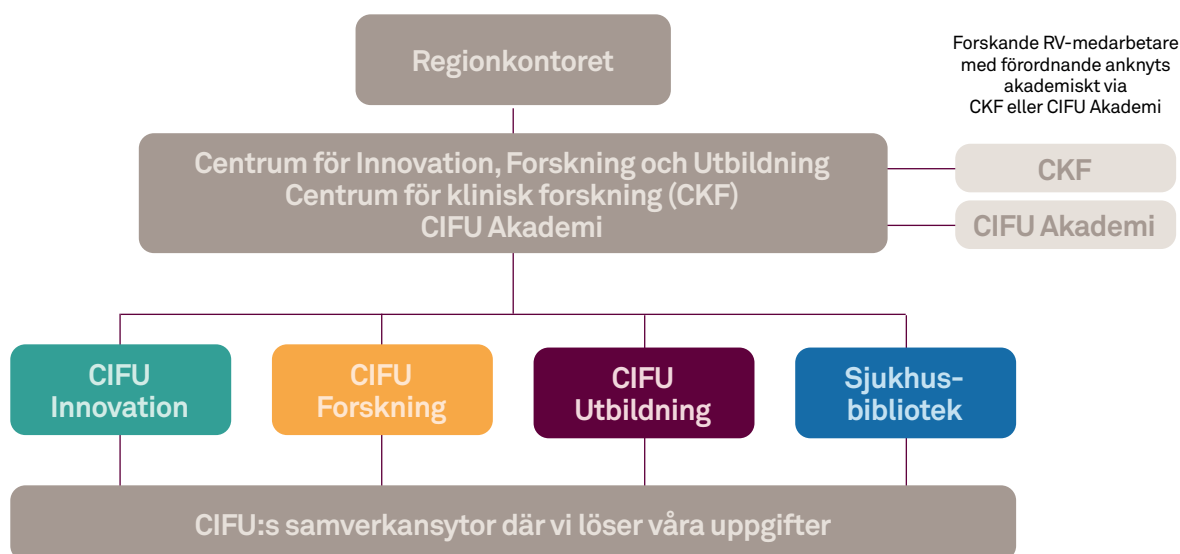 Regionkontoret
Forskande RV-medarbetare
med förordnande anknyts
akademiskt via
CKF eller CIFU Akademi
Centrum för Innovation, Forskning och Utbildning
Centrum för klinisk forskning (CKF)
CIFU Akademi
CKF
CIFU Akademi
CIFU
Innovation
CIFU
Forskning
CIFU
Utbildning
Sjukhus-
bibliotek
CIFU:s samverkansytor där vi löser våra uppgifter